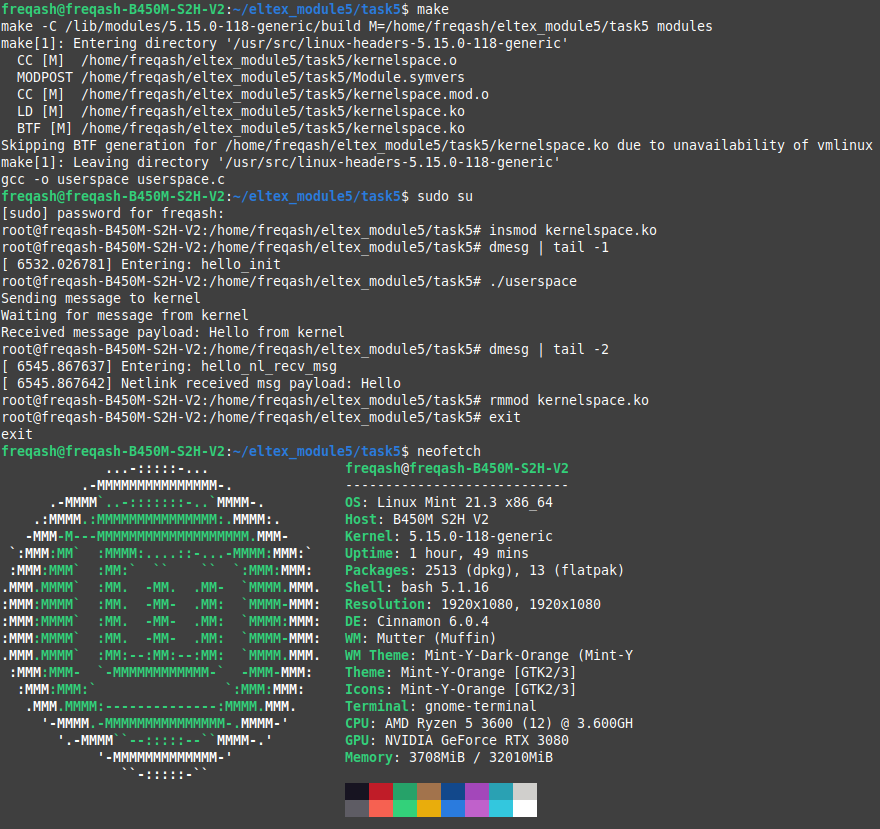 freqash@freqash-B450M-S2H-V2:~/eltex_module5/task5$ make
make -C /lib/modules/5.15.0-118-generic/build M=/home/freqash/eltex_module5/task5 modules
make[1]: Entering directory '/usr/src/linux-headers-5.15.0-118-generic'
  CC [M]  /home/freqash/eltex_module5/task5/kernelspace.o
  MODPOST /home/freqash/eltex_module5/task5/Module.symvers
  CC [M]  /home/freqash/eltex_module5/task5/kernelspace.mod.o
  LD [M]  /home/freqash/eltex_module5/task5/kernelspace.ko
  BTF [M] /home/freqash/eltex_module5/task5/kernelspace.ko
Skipping BTF generation for /home/freqash/eltex_module5/task5/kernelspace.ko due to unavailability of vmlinux
make[1]: Leaving directory '/usr/src/linux-headers-5.15.0-118-generic'
gcc -o userspace userspace.c
freqash@freqash-B450M-S2H-V2:~/eltex_module5/task5$ sudo su
[sudo] password for freqash:
root@freqash-B450M-S2H-V2:/home/freqash/eltex_module5/task5# insmod kernelspace.ko
root@freqash-B450M-S2H-V2:/home/freqash/eltex_module5/task5# dmesg | tail -1
[ 6532.026781] Entering: hello_init
root@freqash-B450M-S2H-V2:/home/freqash/eltex_module5/task5# ./userspace
Sending message to kernel
Waiting for message from kernel
Received message payload: Hello from kernel
root@freqash-B450M-S2H-V2:/home/freqash/eltex_module5/task5# dmesg | tail -2
[ 6545.867637] Entering: hello_nl_recv_msg
[ 6545.867642] Netlink received msg payload: Hello
root@freqash-B450M-S2H-V2:/home/freqash/eltex_module5/task5# rmmod kernelspace.ko
root@freqash-B450M-S2H-V2:/home/freqash/eltex_module5/task5# exit
exit
freqash@freqash-B450M-S2H-V2:~/eltex_module5/task5$ neofetch
freqash@freqash-B450M-S2H-V2
----------------------------
OS: Linux Mint 21.3 x86_64
Host: B450M S2H V2
Kernel: 5.15.0-118-generic
Uptime: 1 hour, 49 mins
Packages: 2513 (dpkg), 13 (flatpak)
Shell: bash 5.1.16
Resolution: 1920x1080, 1920x1080
DE: Cinnamon 6.0.4
WM: Mutter (Muffin)
WM Theme: Mint-Y-Dark-Orange (Mint-Y
Theme: Mint-Y-Orange [GTK2/3]
Icons: Mint-Y-Orange [GTK2/3]
Terminal: gnome-terminal
CPU: AMD Ryzen 5 3600 (12) @ 3.600GH
GPU: NVIDIA GeForce RTX 3080
Memory: 3708MiB / 32010MiB